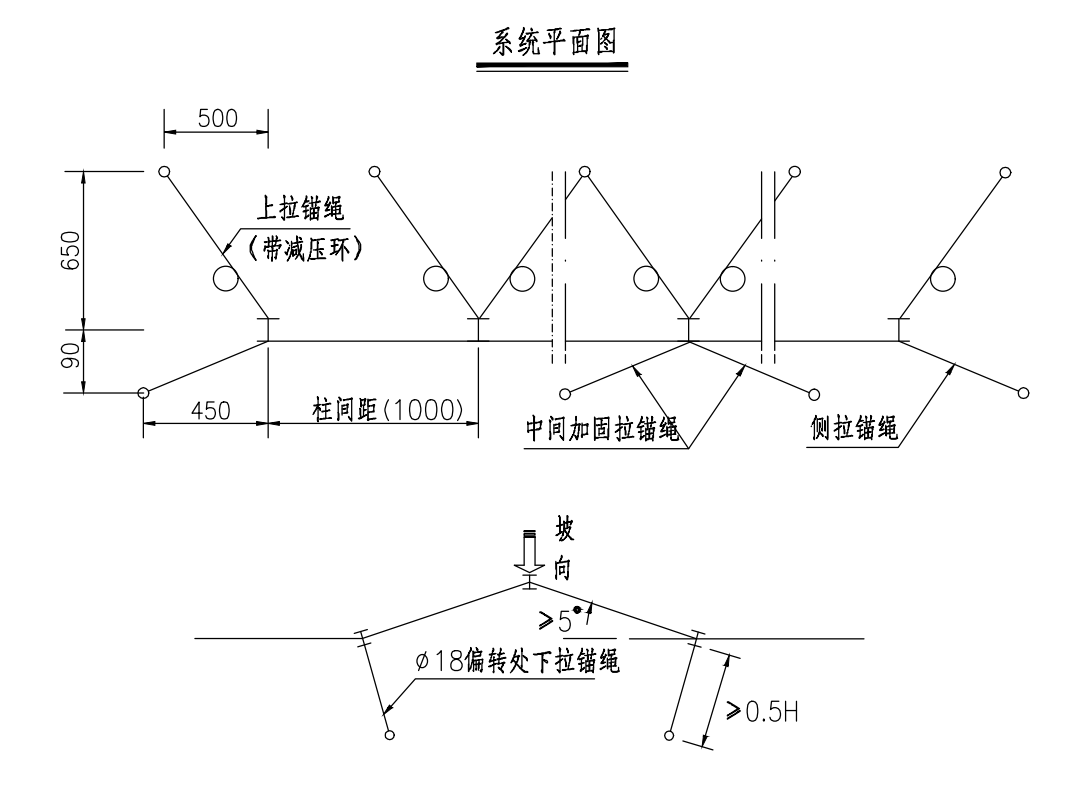 系统平面图
500
上拉锚绳
（带减压环）
650
90
450
柱间距(1000)
中间加固拉锚绳
侧拉锚绳
坡
向
≥5°
ø18偏转处下拉锚绳
≥0.5H